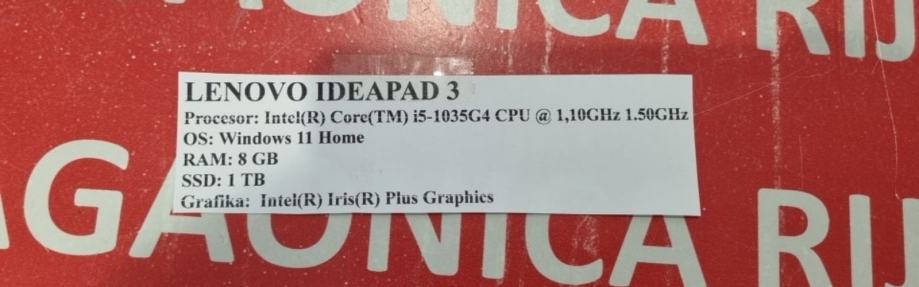 AGAONICA RIJ
LENOVO IDEAPAD 3
Procesor: Intel(R) Core(TM) i5-1035G4 CPU @ 1,10GHz 1.50GHz
OS: Windows 11 Home
RAM: 8 GB
SSD: 1 TB
Grafika: Intel(R) Iris(R) Plus Graphics
AGAONICA RIJ